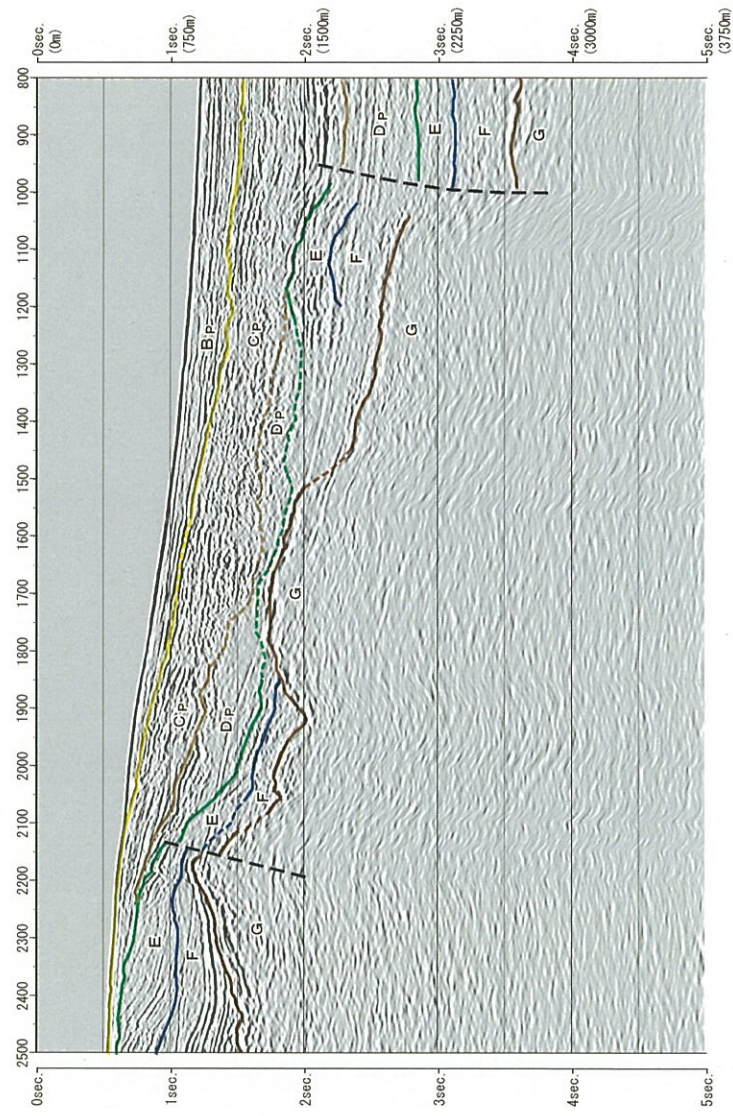 0sec.
(0m)
1sec.
(750m)
2sec.
(1500m)
3sec.
(2250m)
4sec.
(3000m)
5sec.
(3750m)
800
900
1000
1100
1200
1300
1400
1500
1600
1700
1800
1900
2000
2100
2200
2300
2400
2500
B.P.
C.P.
D.P.
E
F
G
D.P.
E
F
G
G
C.P.
D.P.
E
F
G
E
F
G
0sec.
1sec.
2sec.
3sec.
4sec.
5sec.